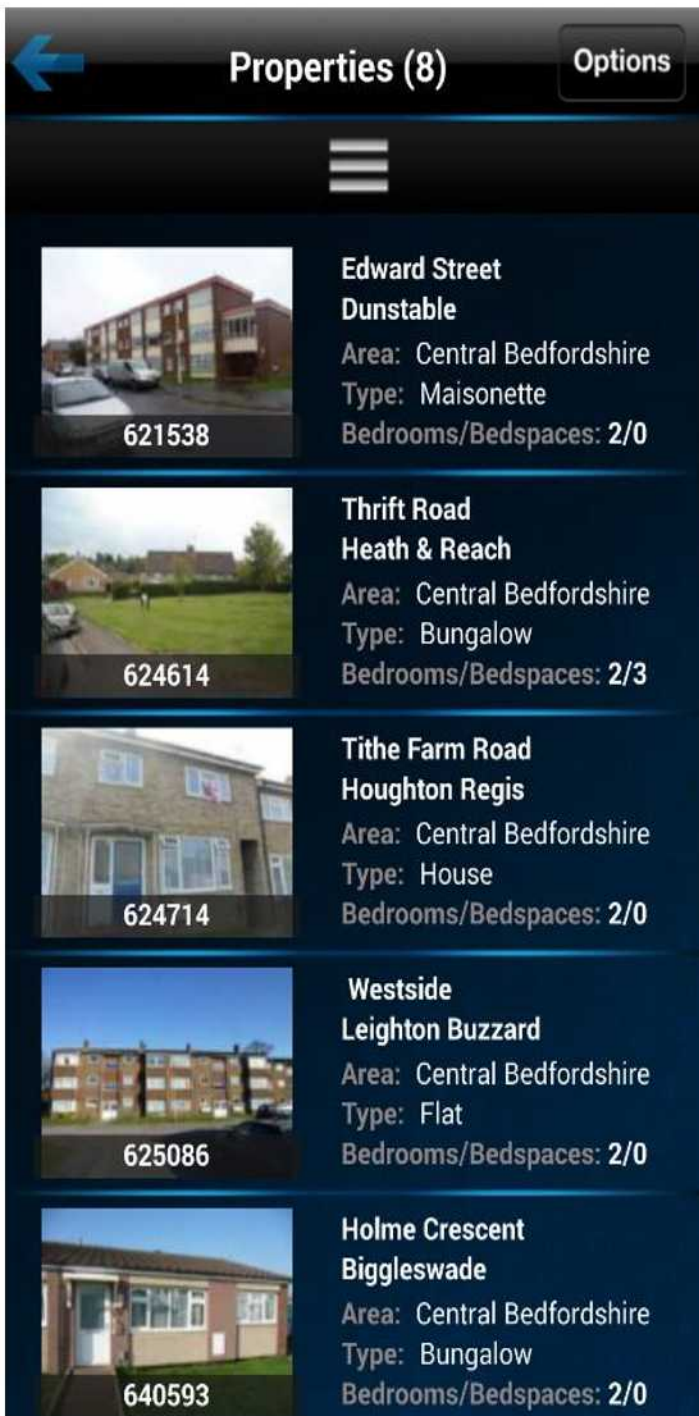 Properties (8)
Options
Edward Street
Dunstable
Area: Central Bedfordshire
Type: Maisonette
Bedrooms/Bedspaces: 2/0
621538
Thrift Road
Heath & Reach
Area: Central Bedfordshire
Type: Bungalow
Bedrooms/Bedspaces: 2/3
624614
Tithe Farm Road
Houghton Regis
Area: Central Bedfordshire
Type: House
Bedrooms/Bedspaces: 2/0
624714
Westside
Leighton Buzzard
Area: Central Bedfordshire
Type: Flat
Bedrooms/Bedspaces: 2/0
625086
Holme Crescent
Biggleswade
Area: Central Bedfordshire
Type: Bungalow
Bedrooms/Bedspaces: 2/0
640593